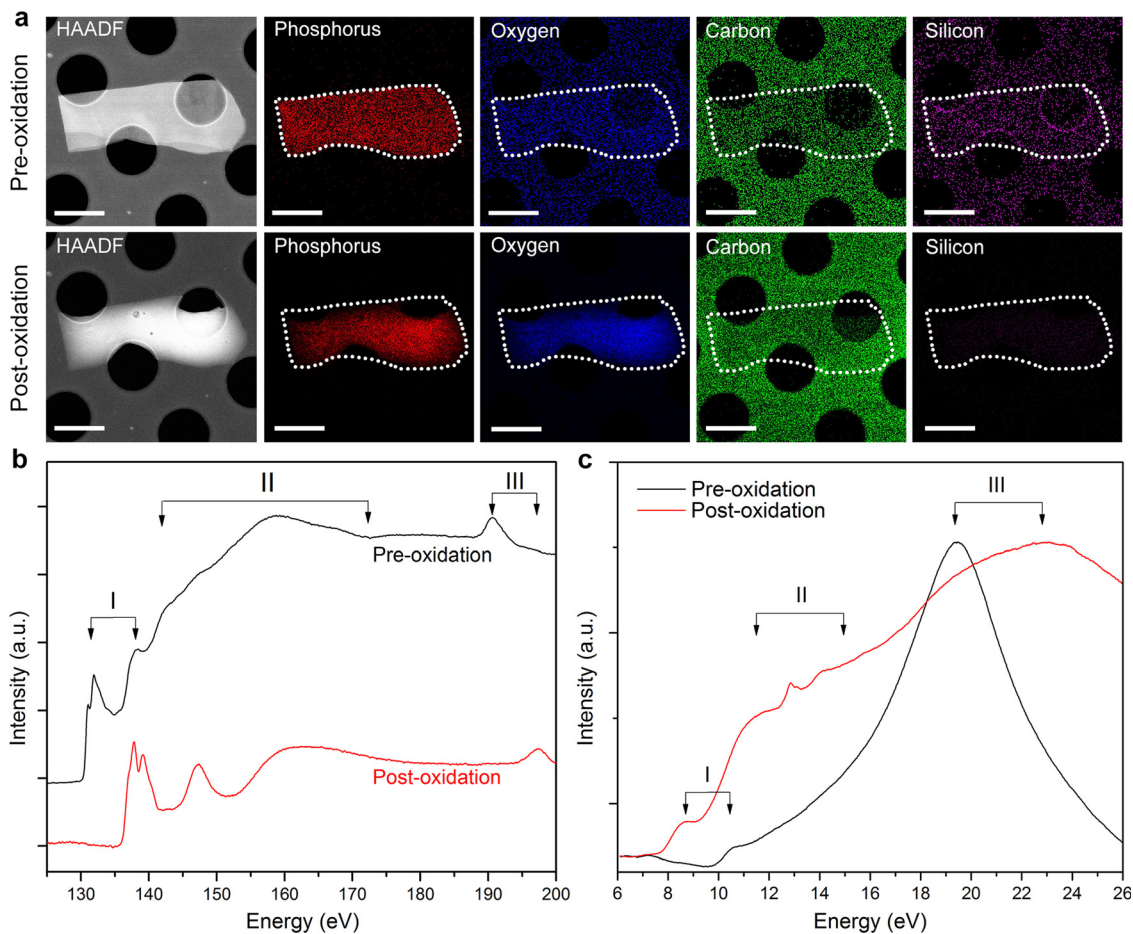 a
HAADF
Phosphorus
Oxygen
Carbon
Silicon
Pre-oxidation
HAADF
Phosphorus
Oxygen
Carbon
Silicon
Post-oxidation
b
I
II
III
Pre-oxidation
Post-oxidation
Intensity (a.u.)
130 140 150 160 170 180 190 200
Energy (eV)
c
Pre-oxidation
Post-oxidation
I
II
III
Intensity (a.u.)
6 8 10 12 14 16 18 20 22 24 26
Energy (eV)